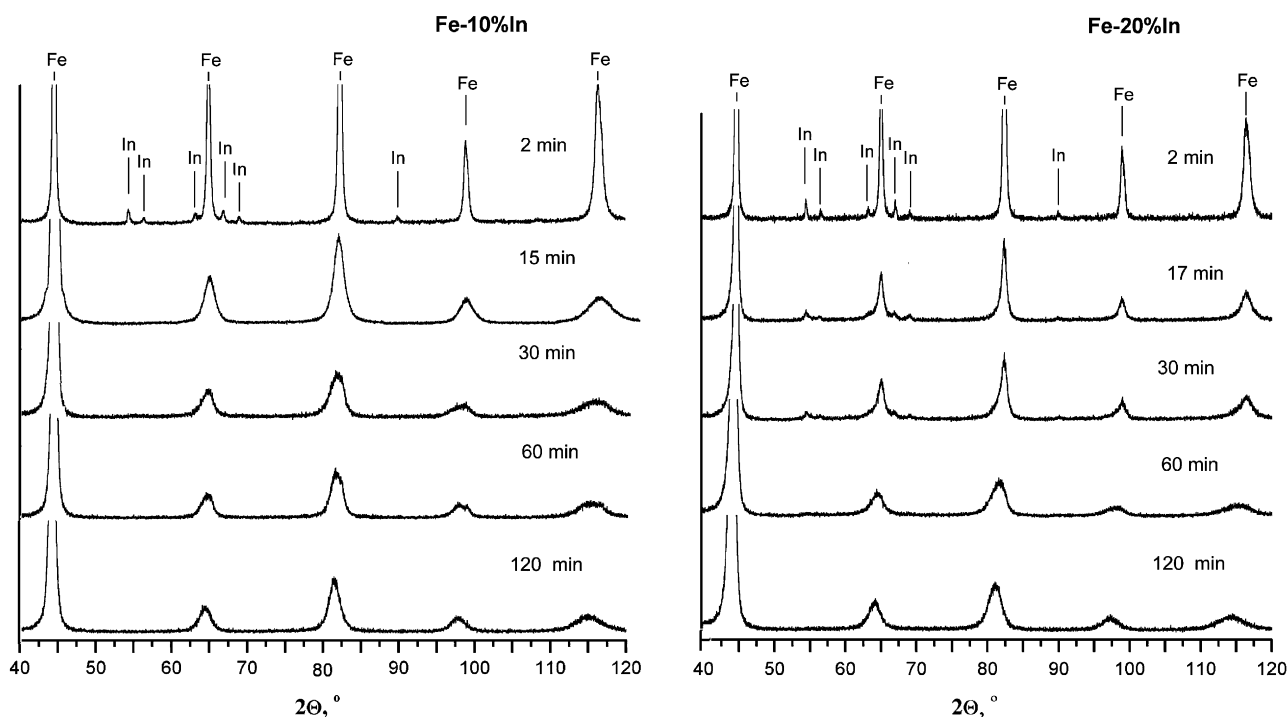 Fe-10%In
Fe Fe Fe Fe Fe
In In In In In In
2 min
15 min
30 min
60 min
120 min
40 50 60 70 80 90 100 110 120
2Θ, °
Fe-20%In
Fe Fe Fe Fe Fe
In In In In In In
2 min
17 min
30 min
60 min
120 min
40 50 60 70 80 90 100 110 120
2Θ, °